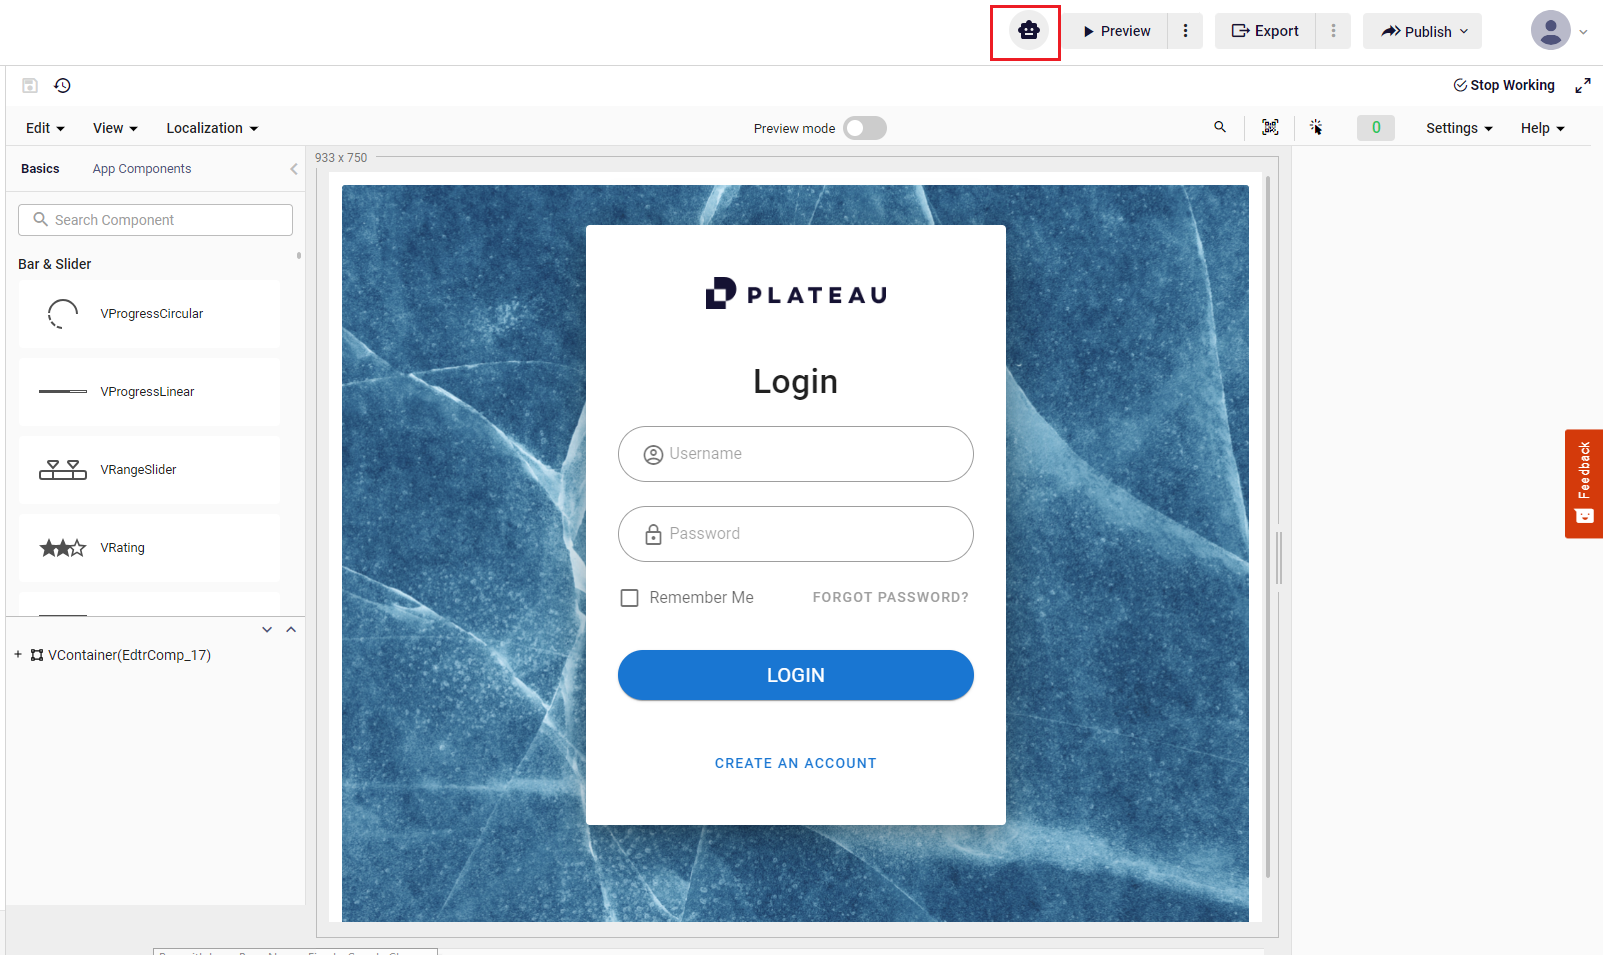 Preview
Export
Publish
Stop Working
Edit
View
Localization
Preview mode
0
Settings
Help
Basics
App Components
933 x 750
Search Component
Bar & Slider
VProgressCircular
VProgressLinear
VRangeSlider
VRating
VContainer(EdtrComp_17)
PLATEAU
Login
Username
Password
Remember Me
FORGOT PASSWORD?
LOGIN
CREATE AN ACCOUNT
Feedback